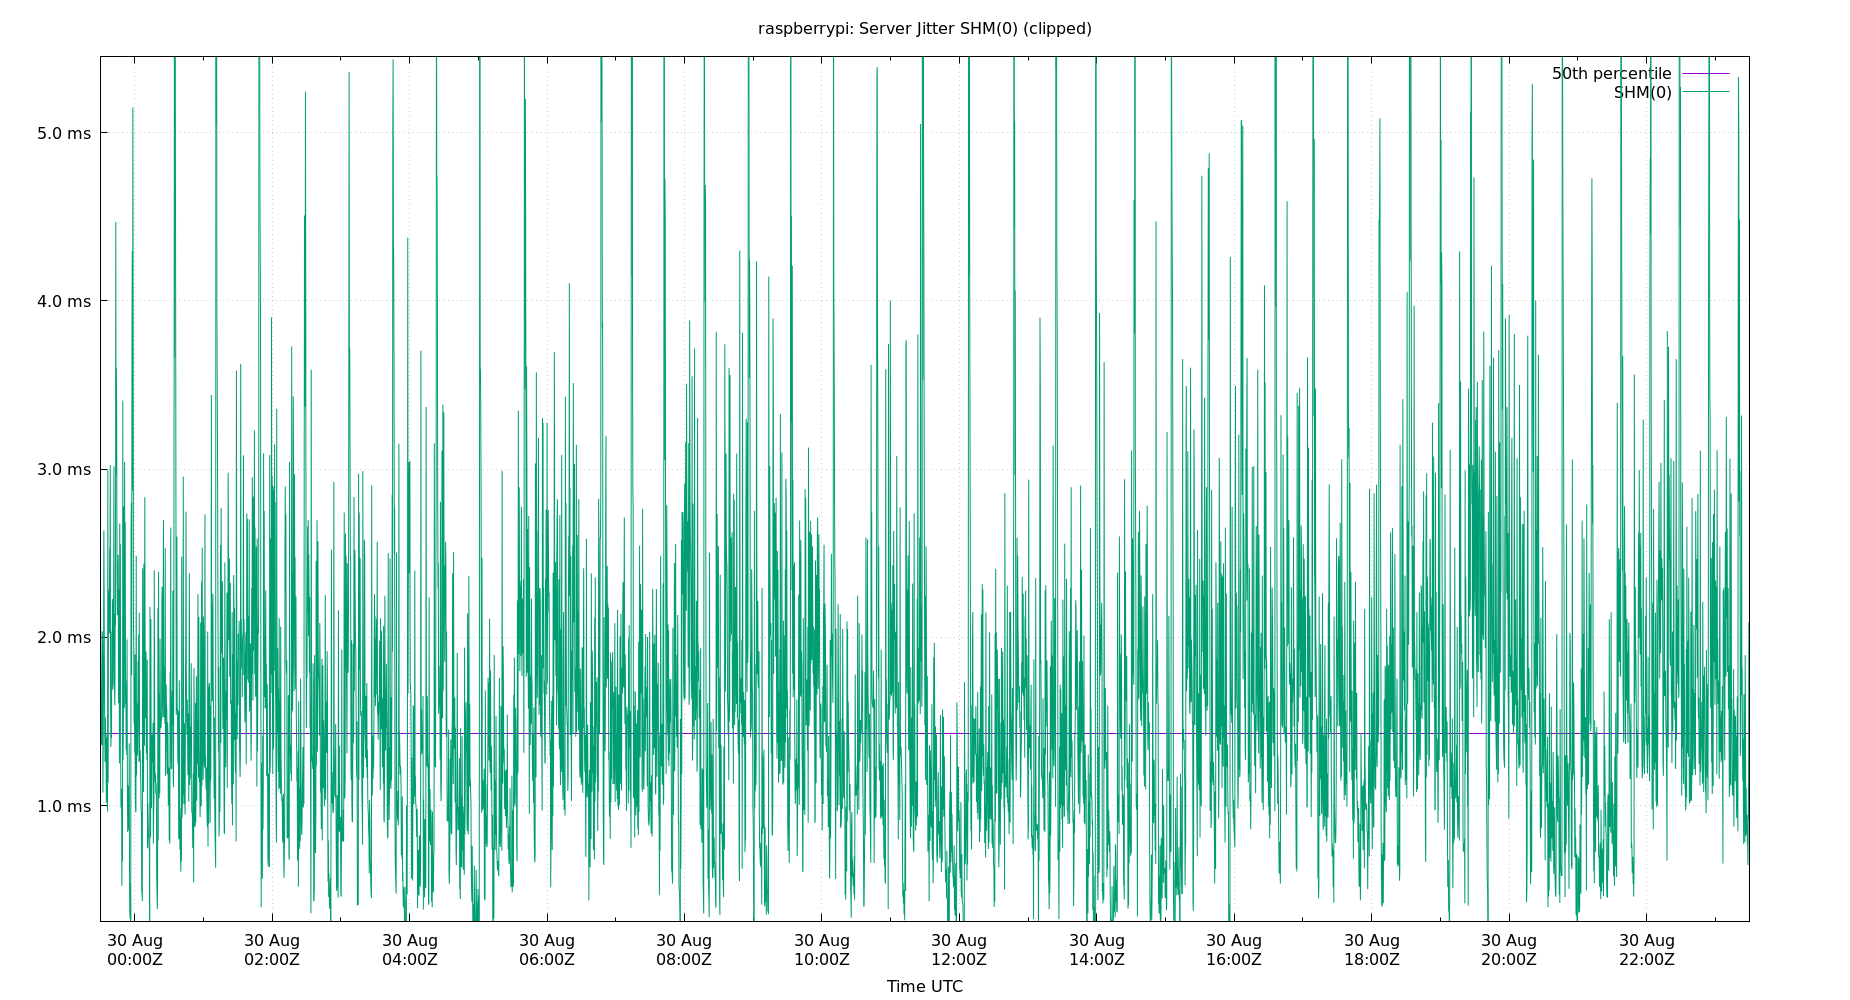 raspberrypi: Server Jitter SHM(0) (clipped)
50th percentile
SHM(0)
5.0 ms
4.0 ms
3.0 ms
2.0 ms
1.0 ms
30 Aug 30 Aug 30 Aug 30 Aug 30 Aug 30 Aug 30 Aug 30 Aug 30 Aug 30 Aug 30 Aug 30 Aug
00:00Z 02:00Z 04:00Z 06:00Z 08:00Z 10:00Z 12:00Z 14:00Z 16:00Z 18:00Z 20:00Z 22:00Z
Time UTC